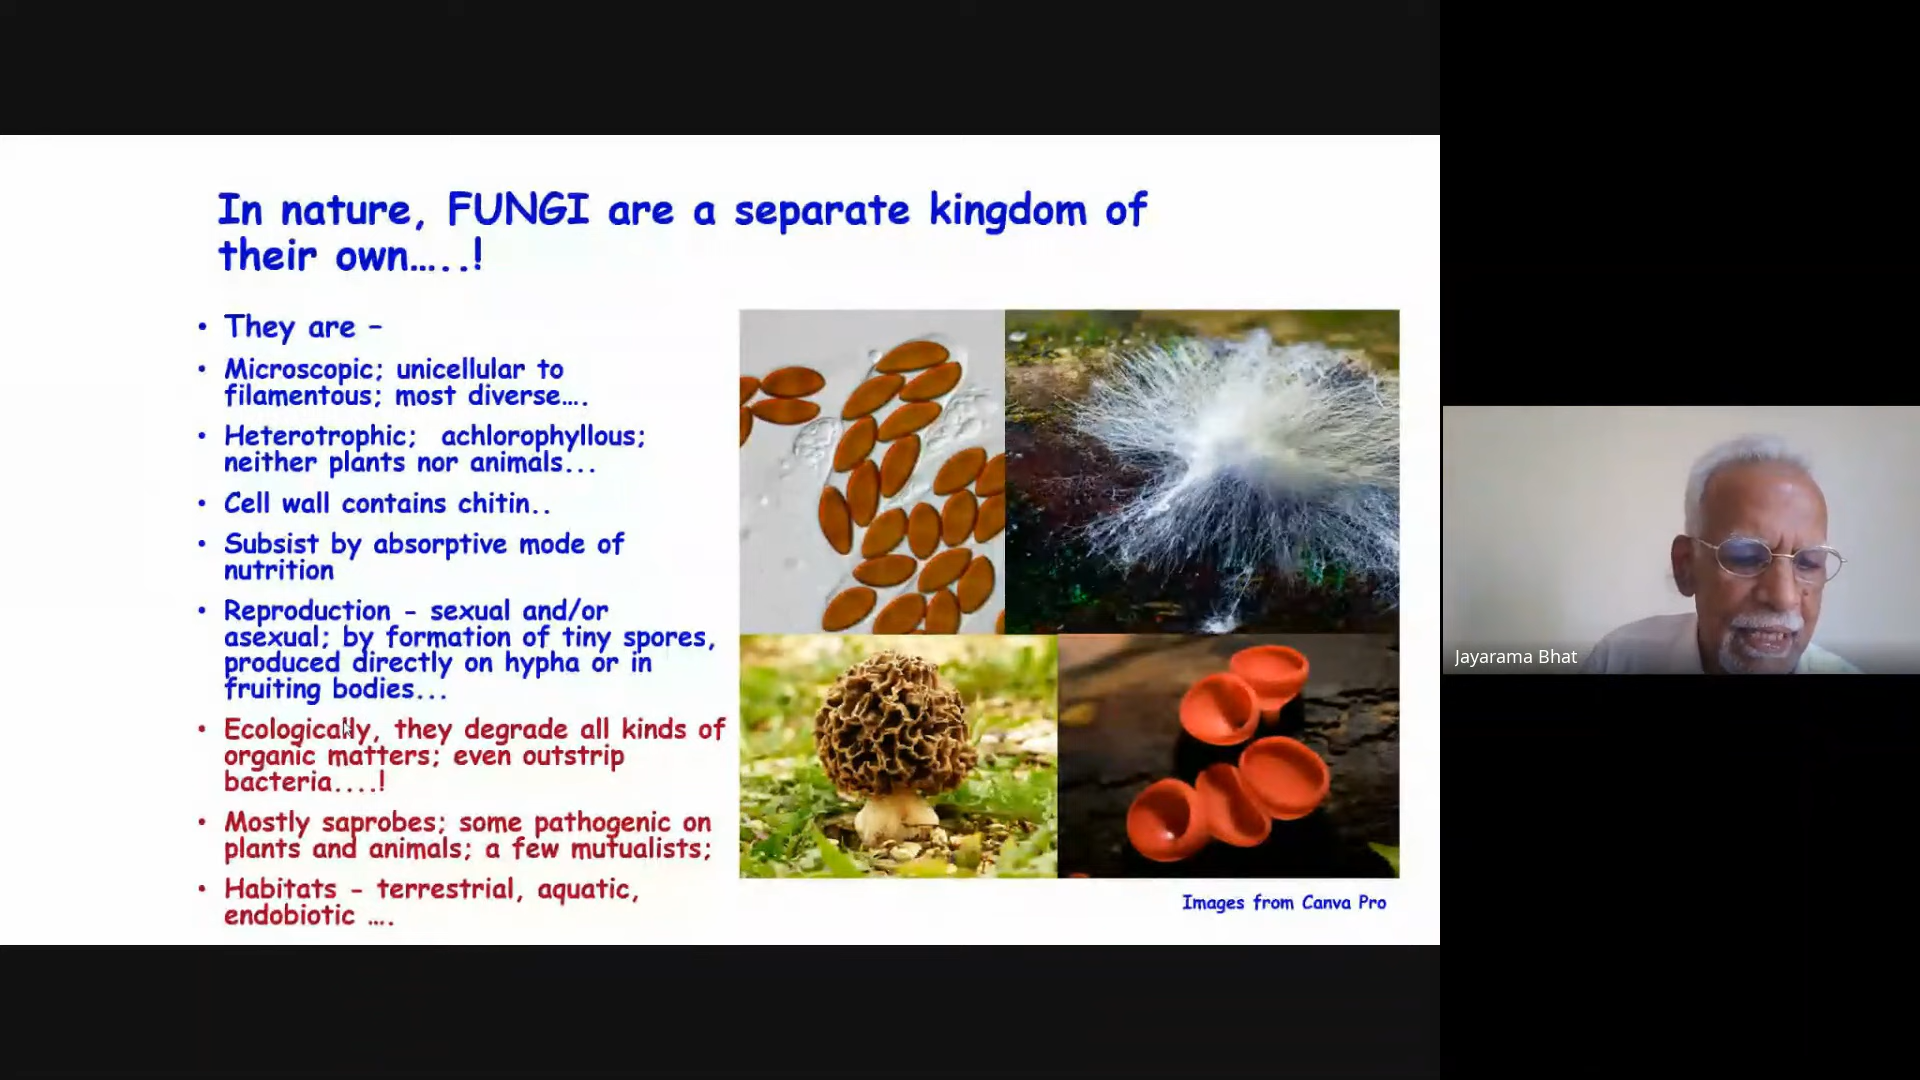 In nature, FUNGI are a separate kingdom of
their own…..!
• They are –
• Microscopic; unicellular to
filamentous; most diverse….
• Heterotrophic; achlorophyllous;
neither plants nor animals...
• Cell wall contains chitin..
• Subsist by absorptive mode of
nutrition
• Reproduction - sexual and/or
asexual; by formation of tiny spores,
produced directly on hypha or in
fruiting bodies...
• Ecologically, they degrade all kinds of
organic matters; even outstrip
bacteria....!
• Mostly saprobes; some pathogenic on
plants and animals; a few mutualists;
• Habitats - terrestrial, aquatic,
endobiotic ….
Images from Canva Pro
Jayarama Bhat